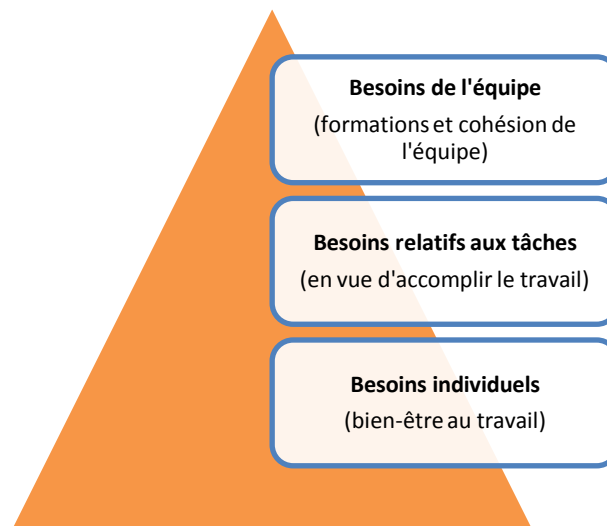 Besoins de l'équipe
(formations et cohésion de
l'équipe)
Besoins relatifs aux tâches
(en vue d'accomplir le travail)
Besoins individuels
(bien-être au travail)